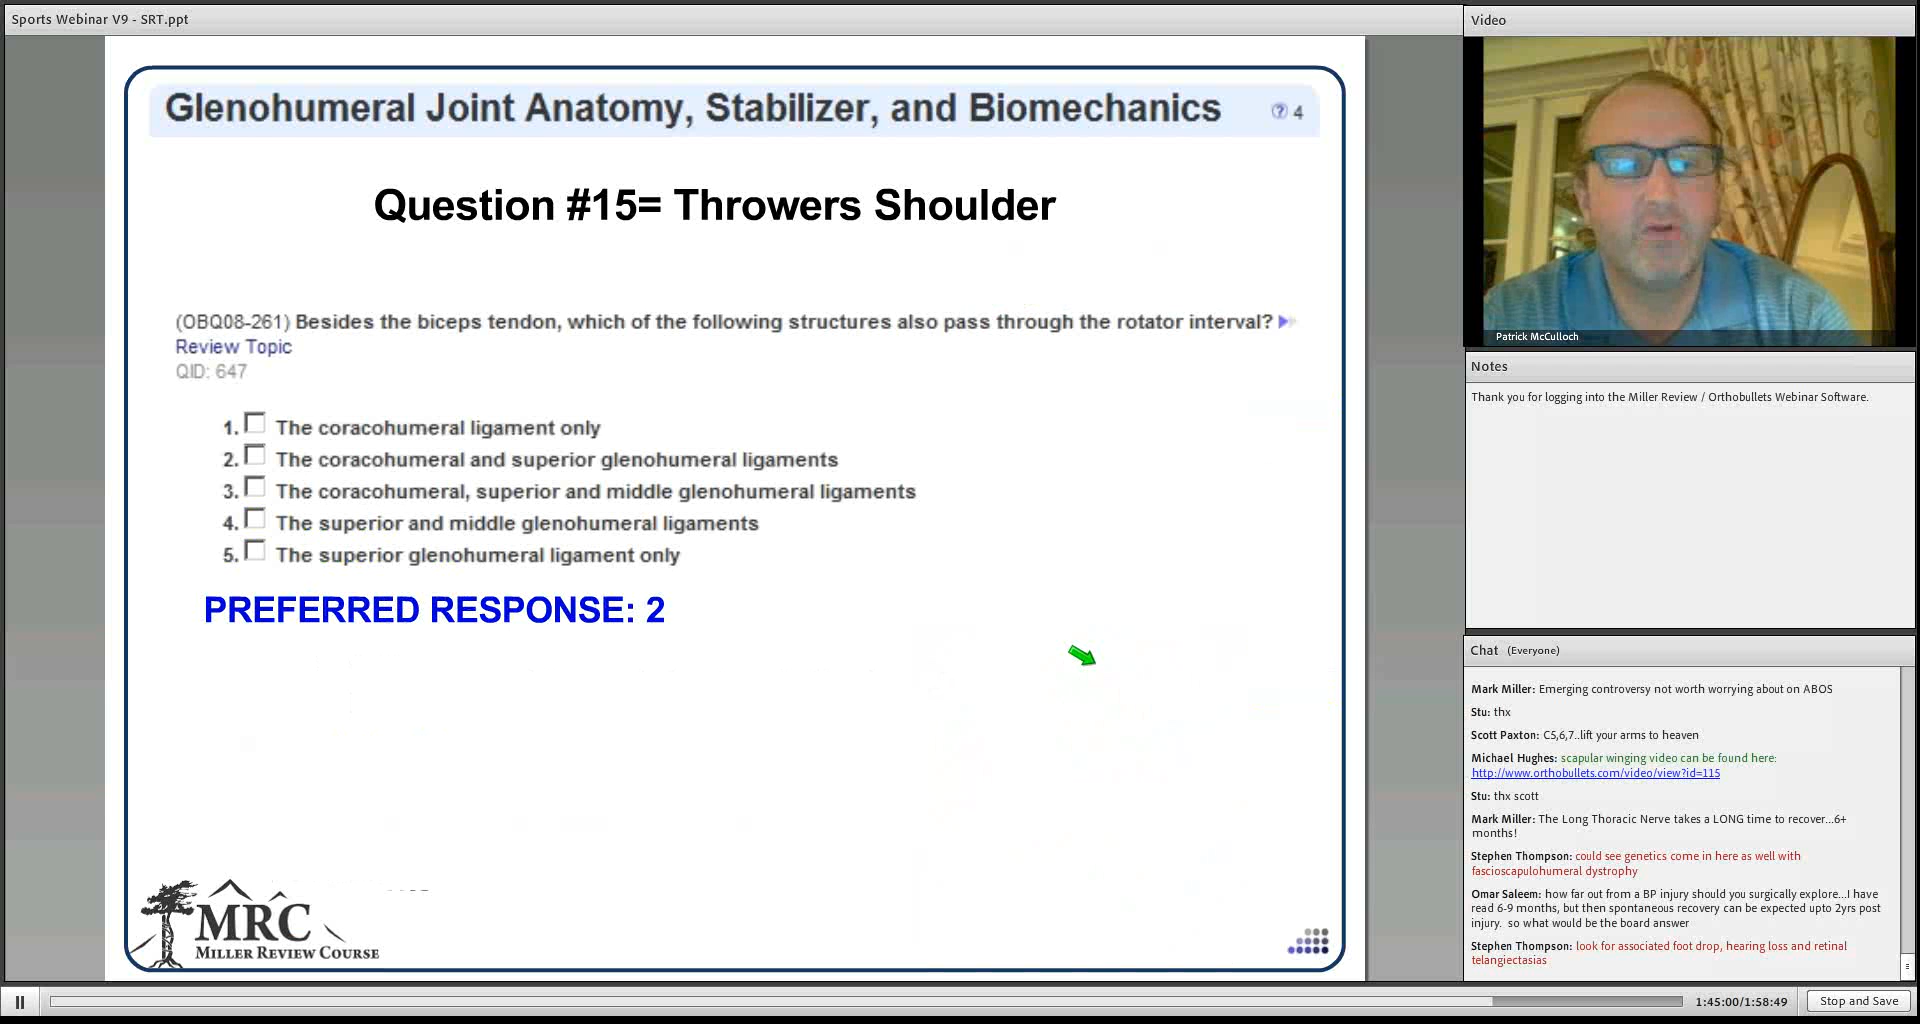 Sports Webinar V9 - SRT.ppt
Glenohumeral Joint Anatomy, Stabilizer, and Biomechanics
? 4
Question #15= Throwers Shoulder
(OBQ08-261) Besides the biceps tendon, which of the following structures also pass through the rotator interval?
Review Topic
QID: 647
1. The coracohumeral ligament only
2. The coracohumeral and superior glenohumeral ligaments
3. The coracohumeral, superior and middle glenohumeral ligaments
4. The superior and middle glenohumeral ligaments
5. The superior glenohumeral ligament only
PREFERRED RESPONSE: 2
MRC
MILLER REVIEW COURSE
Video
Patrick McCulloch
Notes
Thank you for logging into the Miller Review / Orthobullets Webinar Software.
Chat (Everyone)
Mark Miller: Emerging controversy not worth worrying about on ABOS
Stu: thx
Scott Paxton: C5,6,7..lift your arms to heaven
Michael Hughes: scapular winging video can be found here:
http://www.orthobullets.com/video/view?id=115
Stu: thx scott
Mark Miller: The Long Thoracic Nerve takes a LONG time to recover...6+
months!
Stephen Thompson: could see genetics come in here as well with
fascioscapulohumeral dystrophy
Omar Saleem: how far out from a BP injury should you surgically explore...I have
read 6-9 months, but then spontaneous recovery can be expected upto 2yrs post
injury. so what would be the board answer
Stephen Thompson: look for associated foot drop, hearing loss and retinal
telangiectasias
1:45:00/1:58:49
Stop and Save